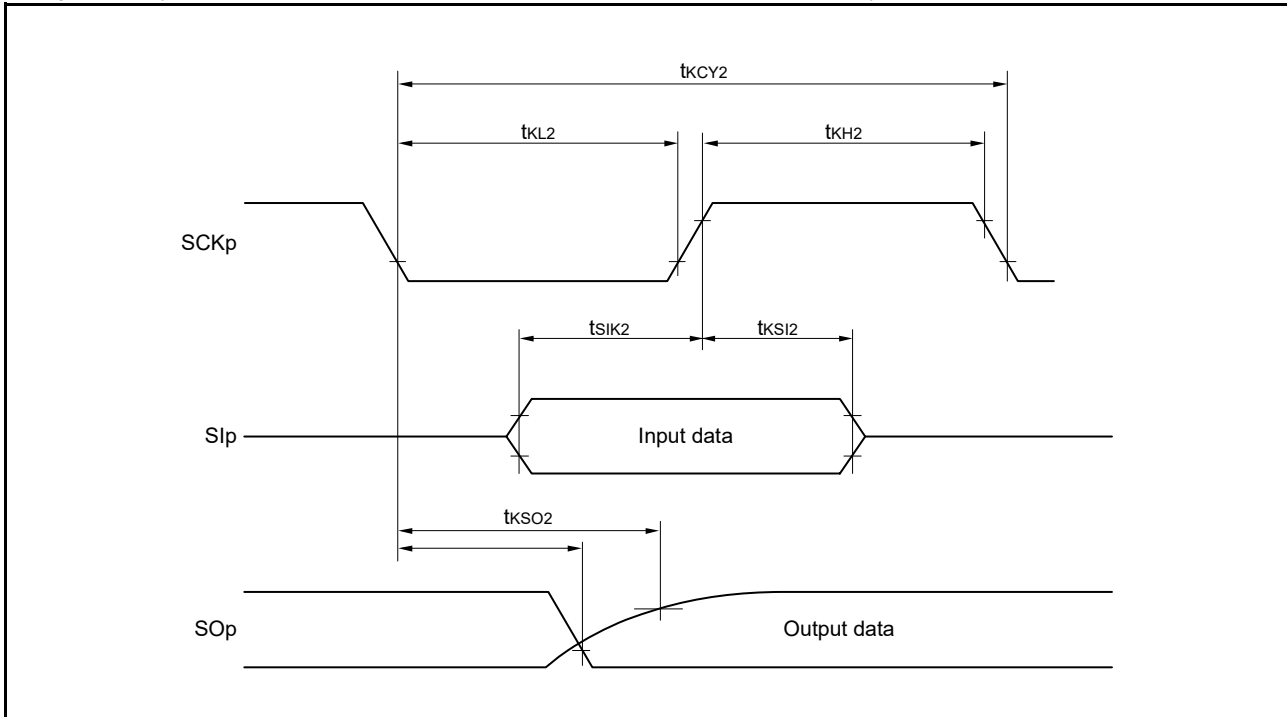 tKCY2
tKL2
tKH2
SCKp
tSIK2
tKSI2
SIp
Input data
tKSO2
SOp
Output data